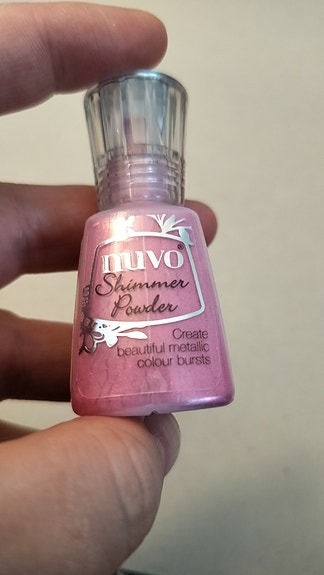 nuvo®
Shimmer
Powder
Create
beautiful metallic
colour bursts